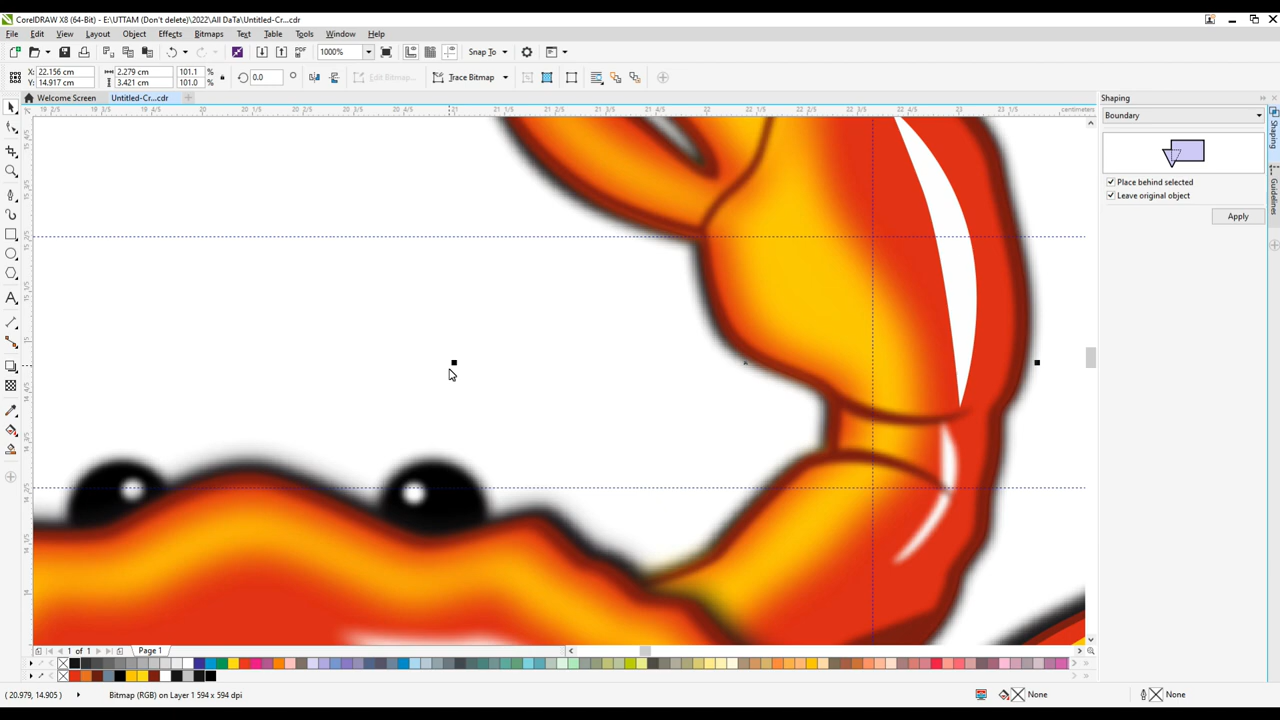 CorelDRAW X8 (64-Bit) - E:\UTTAM (Don't delete)\2022\All DaTa\Untitled-Cr...cdr
File Edit View Layout Object Effects Bitmaps Text Table Tools Window Help
1000% PDF Snap To
X: 22.156 cm 2.279 cm 101.1 % 0.0 ° Edit Bitmap... Trace Bitmap
Y: 14.917 cm 3.421 cm 101.0 %
Welcome Screen Untitled-Cr...cdr
centimeters
Shaping
Boundary
Place behind selected
Leave original object
Apply
Shaping
Guidelines
1 of 1 Page 1
( 20.979, 14.905 ) Bitmap (RGB) on Layer 1 594 x 594 dpi None None